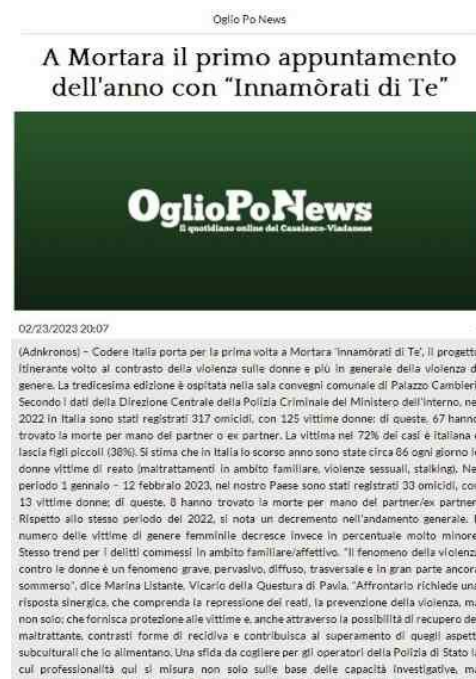 Oglio Po News
A Mortara il primo appuntamento
dell'anno con "Innamòrati di Te"
OglioPoNews
Il quotidiano online del Casalasco-Viadanese
02/23/2023 20:07
(Adnkronos) – Codere Italia porta per la prima volta a Mortara 'Innamòrati di Te', il progetto
itinerante volto al contrasto della violenza sulle donne e più in generale della violenza d
genere. La tredicesima edizione è ospitata nella sala convegni comunale di Palazzo Cambieri
Secondo i dati della Direzione Centrale della Polizia Criminale del Ministero dell'Interno, ne
2022 in Italia sono stati registrati 317 omicidi, con 125 vittime donne: di queste, 67 hanno
trovato la morte per mano del partner o ex partner. La vittima nel 72% dei casi è italiana e
lascia figli piccoli (38%). Si stima che in Italia lo scorso anno sono state circa 86 ogni giorno le
donne vittime di reato (maltrattamenti in ambito familiare, violenze sessuali, stalking). Ne
periodo 1 gennaio – 12 febbraio 2023, nel nostro Paese sono stati registrati 33 omicidi, con
13 vittime donne; di queste, 8 hanno trovato la morte per mano del partner/ex partner
Rispetto allo stesso periodo del 2022, si nota un decremento nell'andamento generale. I
numero delle vittime di genere femminile decresce invece in percentuale molto minore
Stesso trend per i delitti commessi in ambito familiare/affettivo. "Il fenomeno della violenza
contro le donne è un fenomeno grave, pervasivo, diffuso, trasversale e in gran parte ancora
sommerso", dice Marina Listante, Vicario della Questura di Pavia. "Affrontarlo richiede una
risposta sinergica, che comprenda la repressione dei reati, la prevenzione della violenza, ma
non solo; che fornisca protezione alle vittime e, anche attraverso la possibilità di recupero de
maltrattante, contrasti forme di recidiva e contribuisca al superamento di quegli aspett
subculturali che lo alimentano. Una sfida da cogliere per gli operatori della Polizia di Stato la
cui professionalità qui si misura non solo sulle base delle capacità investigative, ma